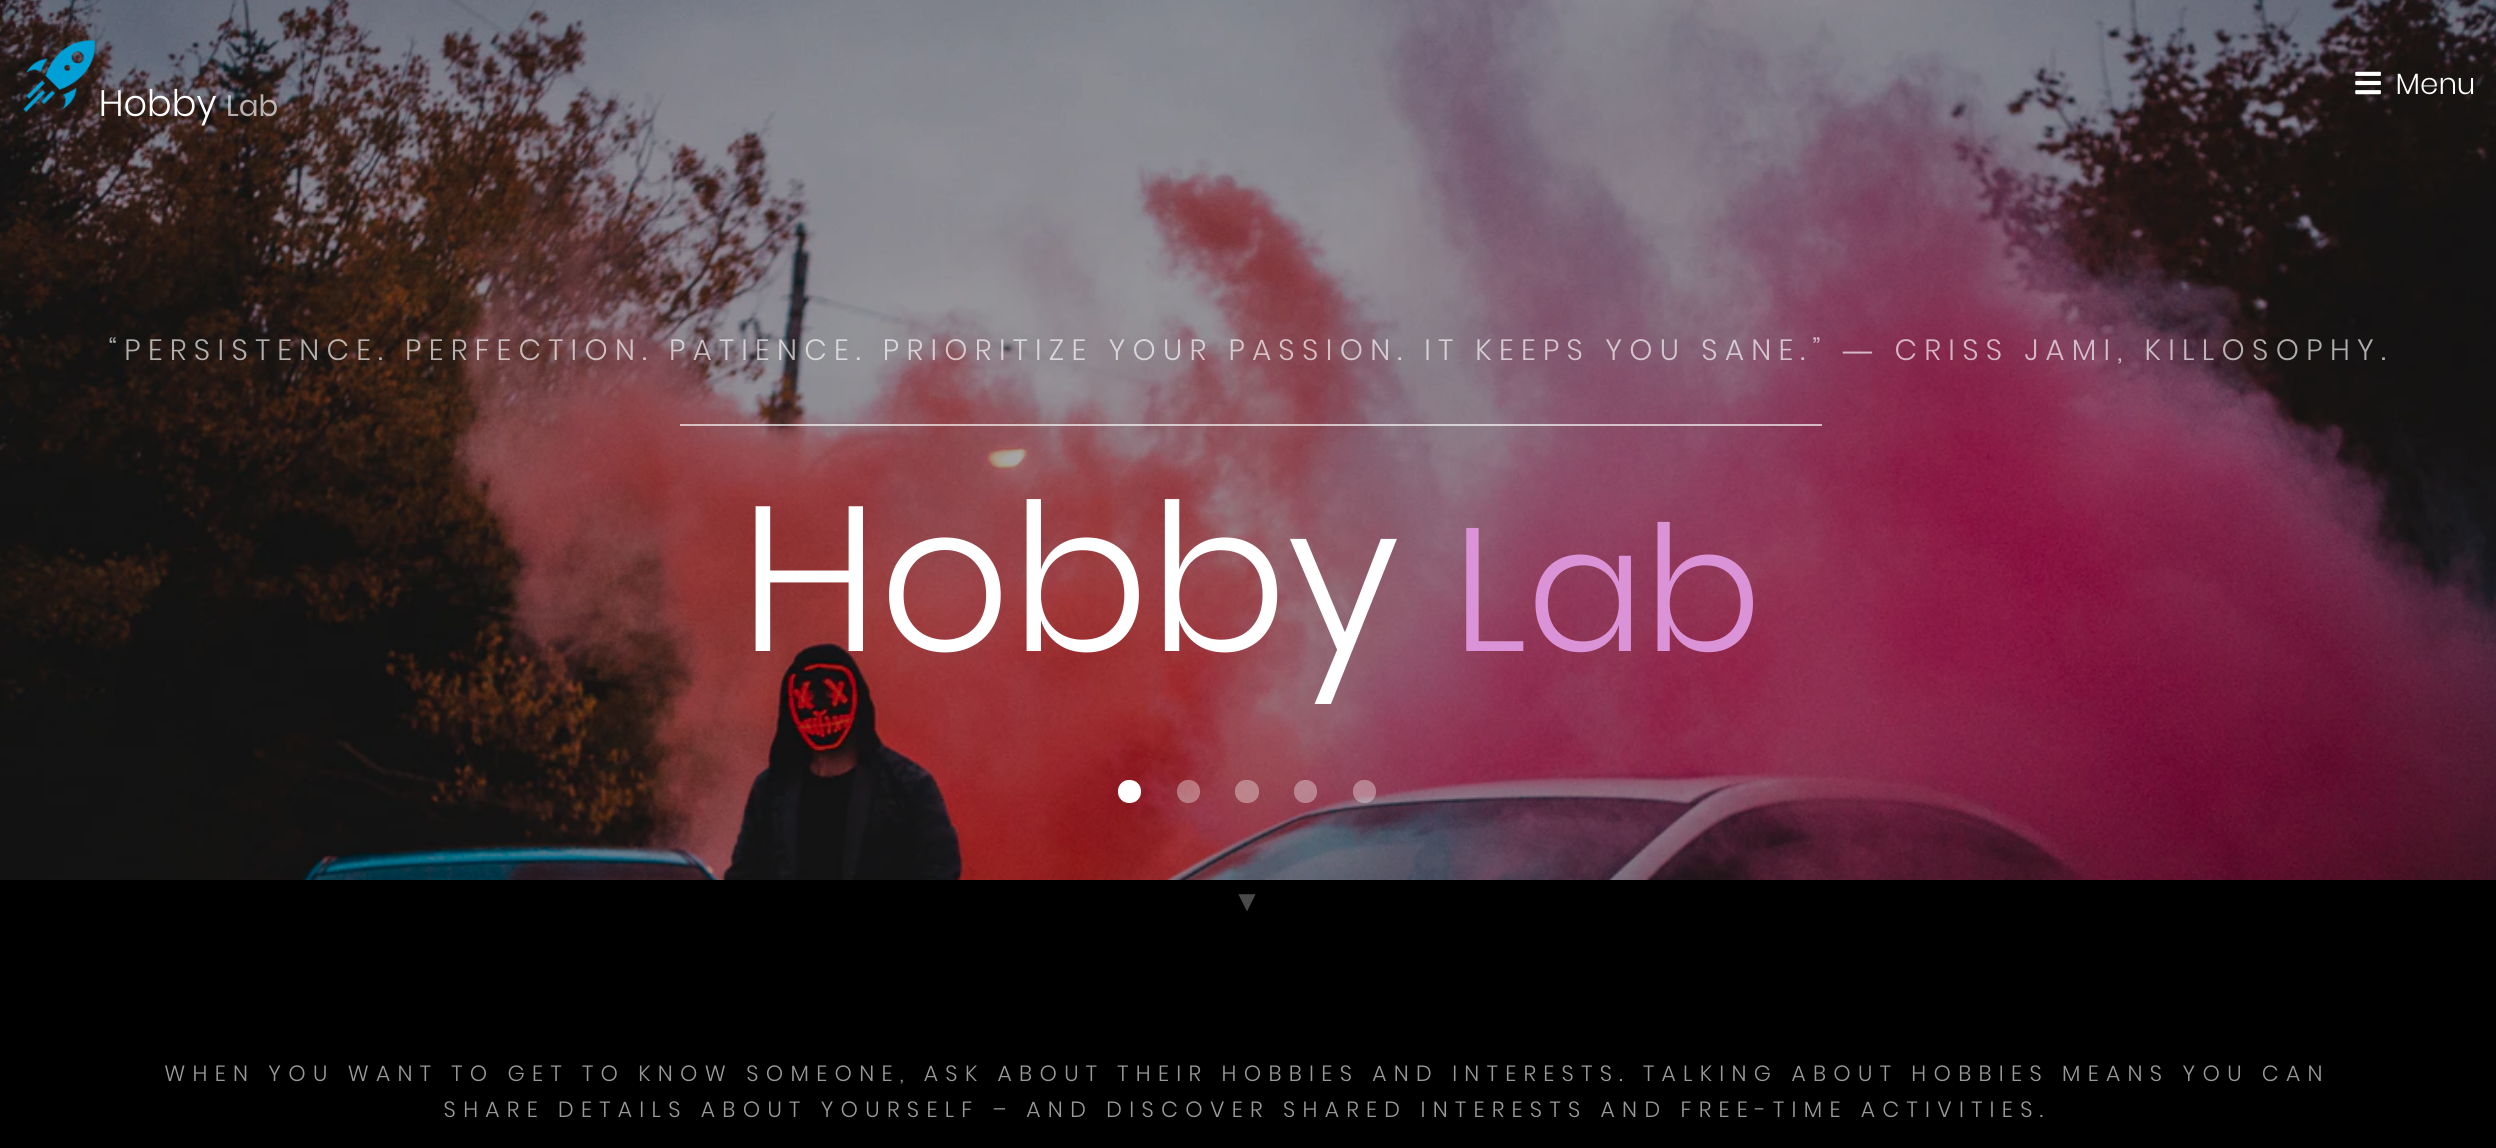 Hobby Lab
Menu
“PERSISTENCE. PERFECTION. PATIENCE. PRIORITIZE YOUR PASSION. IT KEEPS YOU SANE.” — CRISS JAMI, KILLOSOPHY.
Hobby Lab
WHEN YOU WANT TO GET TO KNOW SOMEONE, ASK ABOUT THEIR HOBBIES AND INTERESTS. TALKING ABOUT HOBBIES MEANS YOU CAN
SHARE DETAILS ABOUT YOURSELF – AND DISCOVER SHARED INTERESTS AND FREE-TIME ACTIVITIES.